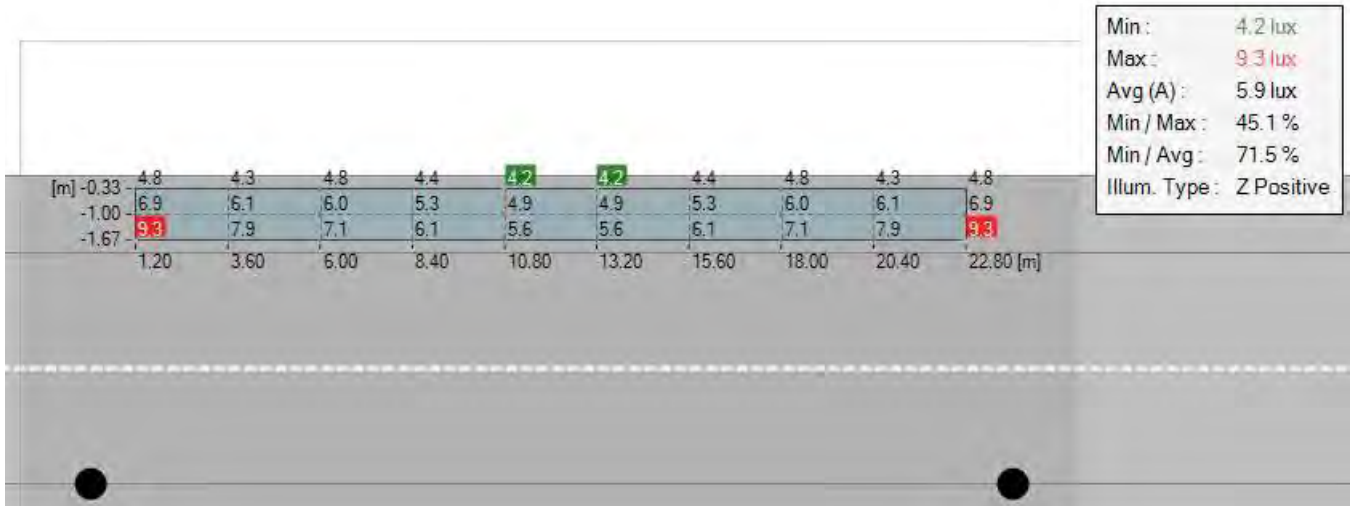 Min : 4.2 lux
Max : 9.3 lux
Avg (A) : 5.9 lux
Min / Max : 45.1 %
Min / Avg : 71.5 %
Illum. Type : Z Positive
4.8 4.3 4.8 4.4 4.2 4.2 4.4 4.8 4.3 4.8
[m] -0.33
6.9 6.1 6.0 5.3 4.9 4.9 5.3 6.0 6.1 6.9
-1.00
9.3 7.9 7.1 6.1 5.6 5.6 6.1 7.1 7.9 9.3
-1.67
1.20 3.60 6.00 8.40 10.80 13.20 15.60 18.00 20.40 22.80 [m]